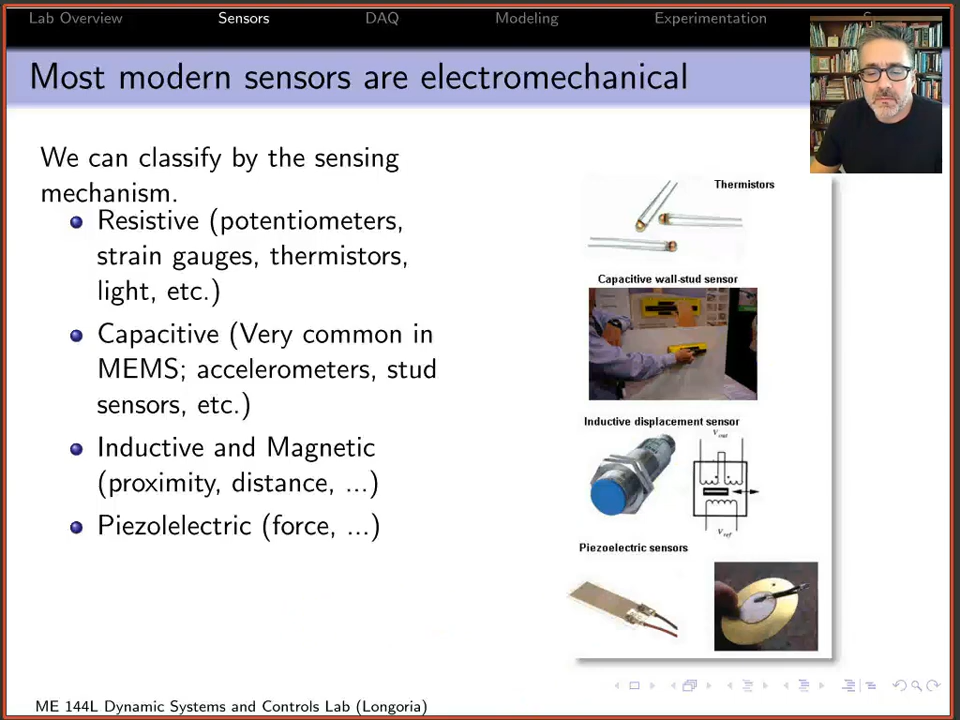 Lab Overview Sensors DAQ Modeling Experimentation
Most modern sensors are electromechanical
We can classify by the sensing
mechanism.
Resistive (potentiometers,
strain gauges, thermistors,
light, etc.)
Capacitive (Very common in
MEMS; accelerometers, stud
sensors, etc.)
Inductive and Magnetic
(proximity, distance, ...)
Piezolelectric (force, ...)
Thermistors
Capacitive wall-stud sensor
Inductive displacement sensor
Vout
Vref
Piezoelectric sensors
ME 144L Dynamic Systems and Controls Lab (Longoria)